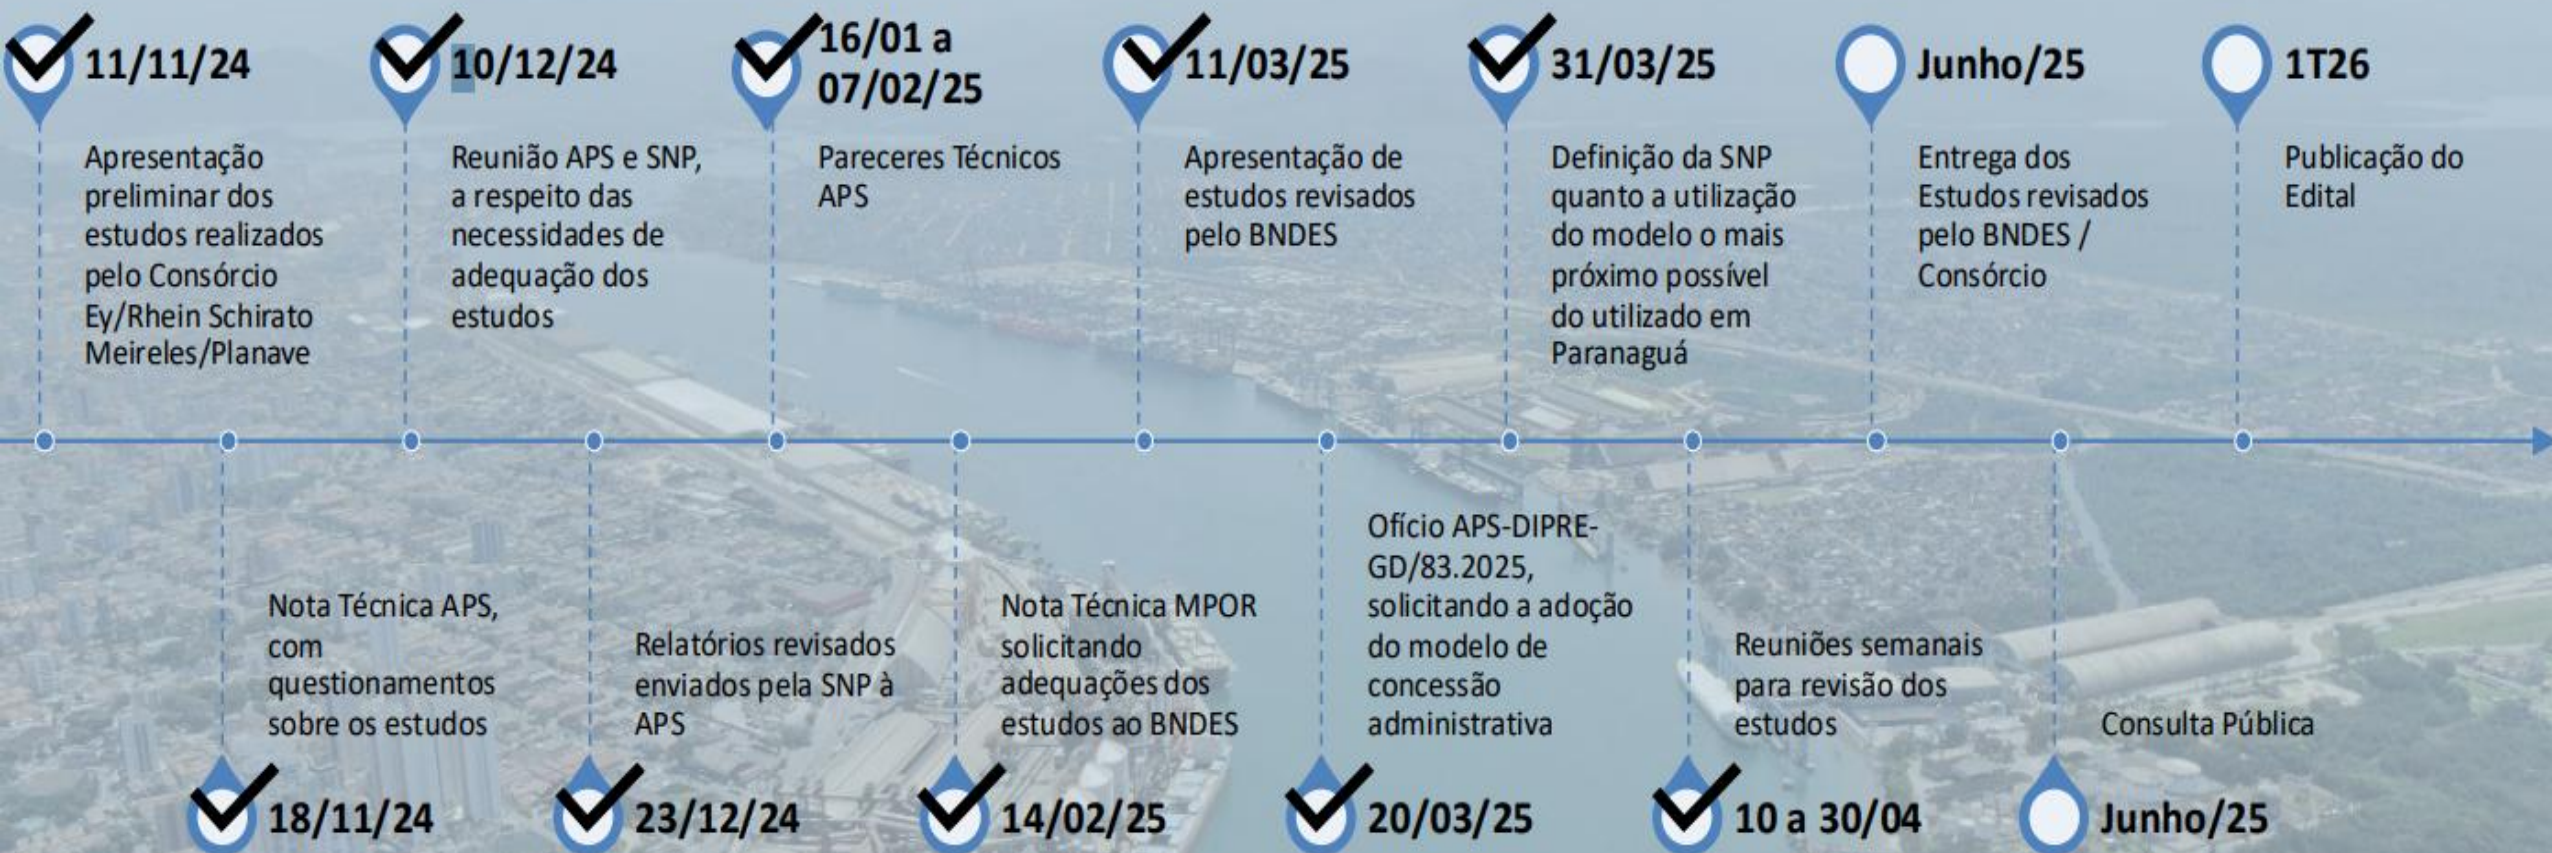 11/11/24
Apresentação
preliminar dos
estudos realizados
pelo Consórcio
Ey/Rhein Schirato
Meireles/Planave
Nota Técnica APS,
com
questionamentos
sobre os estudos
18/11/24
10/12/24
Reunião APS e SNP,
a respeito das
necessidades de
adequação dos
estudos
Relatórios revisados
enviados pela SNP à
APS
23/12/24
16/01 a
07/02/25
Pareceres Técnicos
APS
Nota Técnica MPOR
solicitando
adequações dos
estudos ao BNDES
14/02/25
11/03/25
Apresentação de
estudos revisados
pelo BNDES
Ofício APS-DIPRE-
GD/83.2025,
solicitando a adoção
do modelo de
concessão
administrativa
20/03/25
31/03/25
Definição da SNP
quanto a utilização
do modelo o mais
próximo possível
do utilizado em
Paranaguá
Reuniões semanais
para revisão dos
estudos
10 a 30/04
Junho/25
Entrega dos
Estudos revisados
pelo BNDES /
Consórcio
Consulta Pública
Junho/25
1T26
Publicação do
Edital